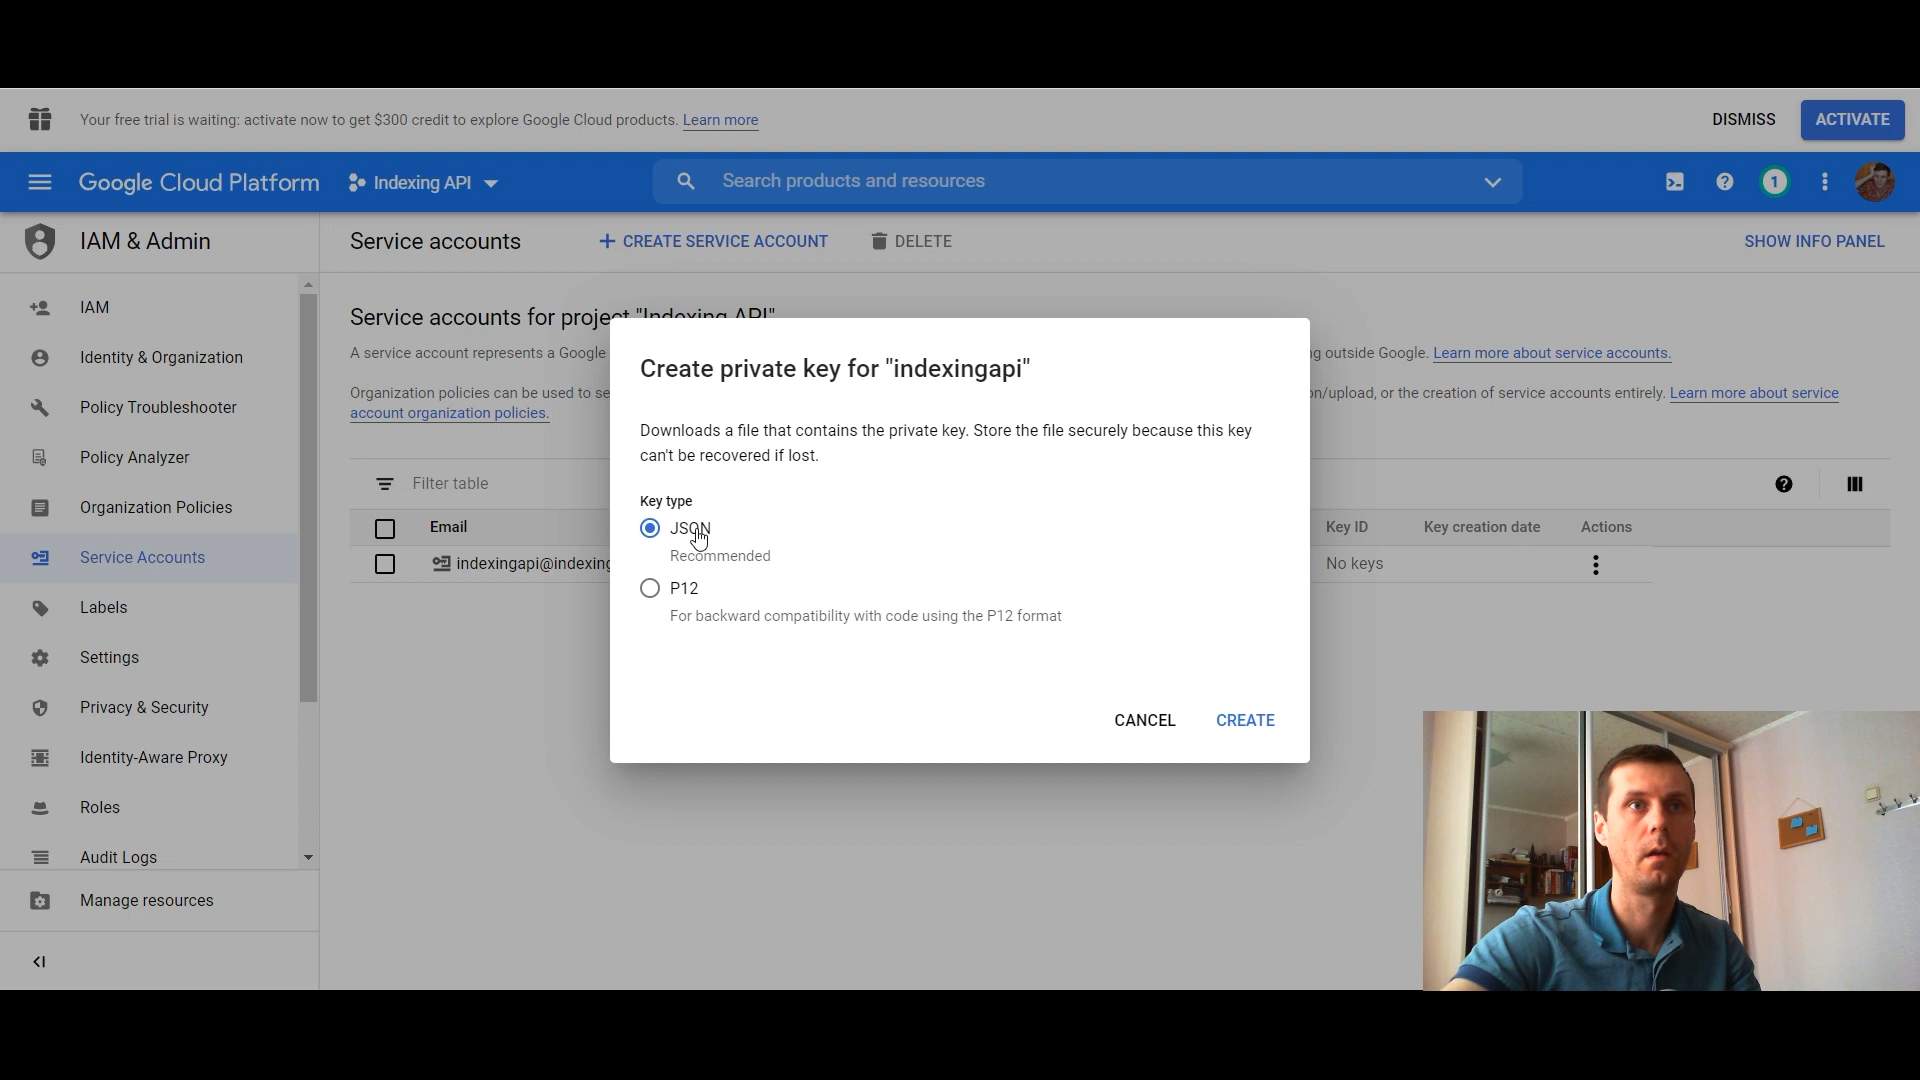 Your free trial is waiting: activate now to get $300 credit to explore Google Cloud products. Learn more
DISMISS
ACTIVATE
Google Cloud Platform
Indexing API
Search products and resources
1
IAM & Admin
Service accounts
CREATE SERVICE ACCOUNT
DELETE
SHOW INFO PANEL
IAM
Identity & Organization
Policy Troubleshooter
Policy Analyzer
Organization Policies
Service Accounts
Labels
Settings
Privacy & Security
Identity-Aware Proxy
Roles
Audit Logs
Manage resources
Service accounts for project "Indexing API"
A service account represents a Google
outside Google. Learn more about service accounts.
Organization policies can be used to
or the creation of service accounts entirely. Learn more about service
account organization policies.
Filter table
Email
Key ID
Key creation date
Actions
indexingapi@indexing
No keys
Create private key for "indexingapi"
Downloads a file that contains the private key. Store the file securely because this key
can't be recovered if lost.
Key type
JSON
Recommended
P12
For backward compatibility with code using the P12 format
CANCEL
CREATE